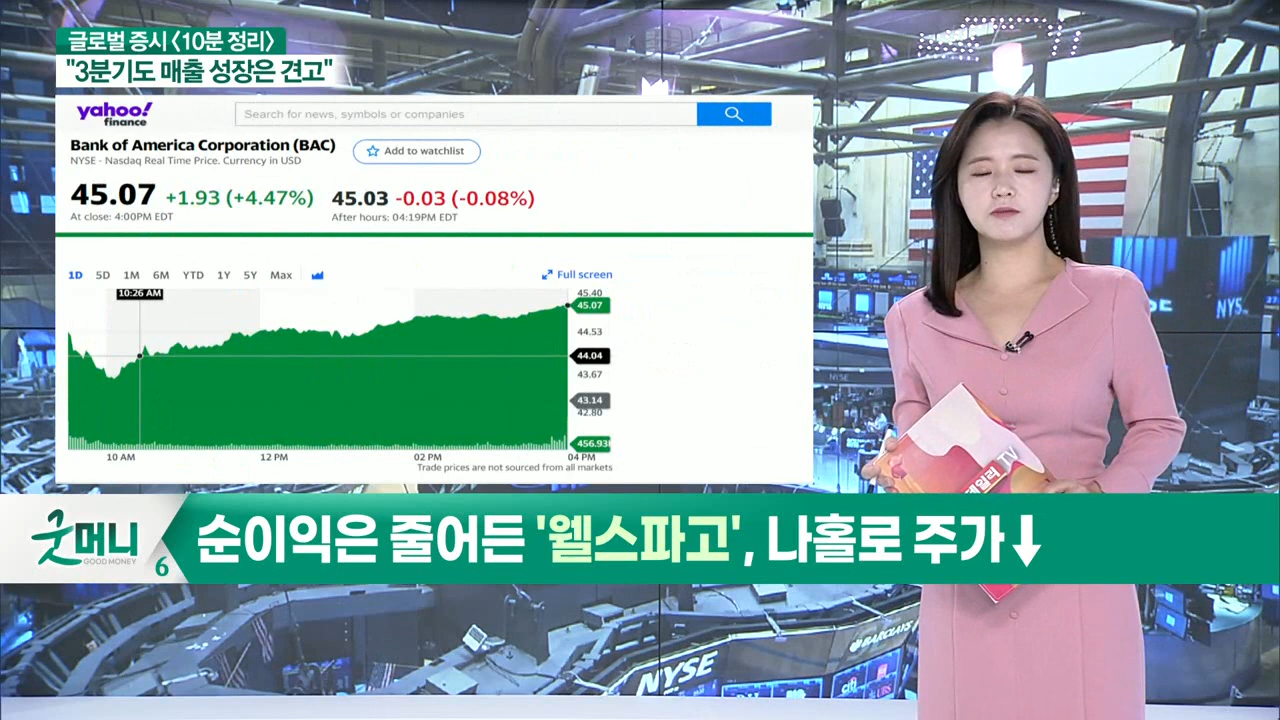 글로벌 증시 <10분 정리>
"3분기도 매출 성장은 견고"
yahoo!
finance
Search for news, symbols or companies
Bank of America Corporation (BAC)
Add to watchlist
NYSE - Nasdaq Real Time Price. Currency in USD
45.07 +1.93 (+4.47%) 45.03 -0.03 (-0.08%)
At close: 4:00PM EDT After hours: 04:19PM EDT
1D 5D 1M 6M YTD 1Y 5Y Max Full screen
10:26 AM
45.40
45.07
44.53
44.04
43.67
43.14
42.80
10 AM 12 PM 02 PM 04 PM
Trade prices are not sourced from all markets
NYS
NYSE
TV
굿머니
GOOD MONEY
6
순이익은 줄어든 '웰스파고', 나홀로 주가↓
NYSE
BARCLAYS
citi
UBS